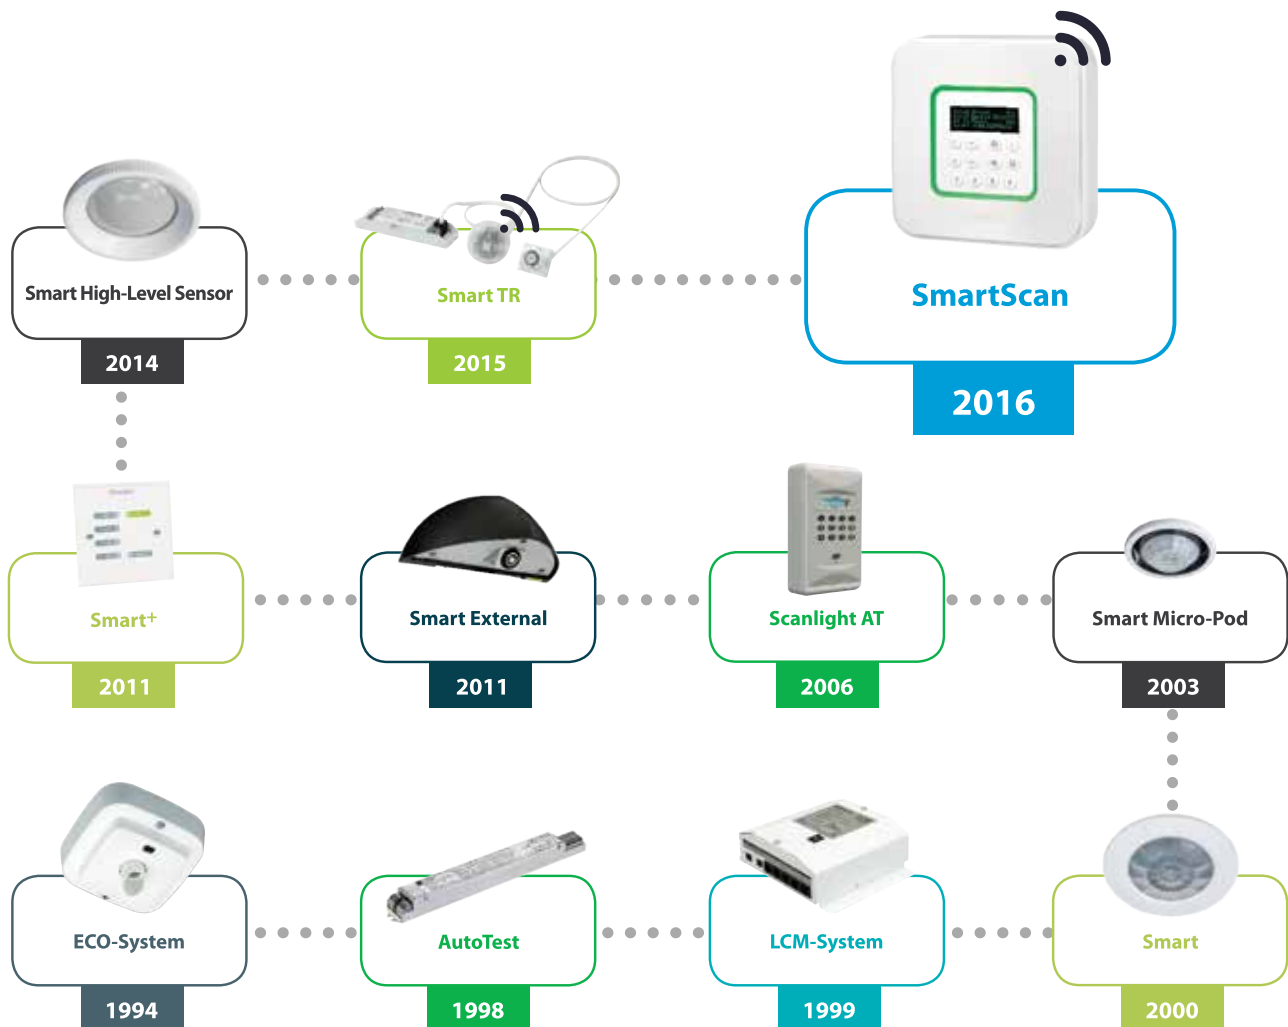 SmartScan
2016
Smart High-Level Sensor
2014
Smart TR
2015
Smart+
2011
Smart External
2011
Scanlight AT
2006
Smart Micro-Pod
2003
ECO-System
1994
AutoTest
1998
LCM-System
1999
Smart
2000